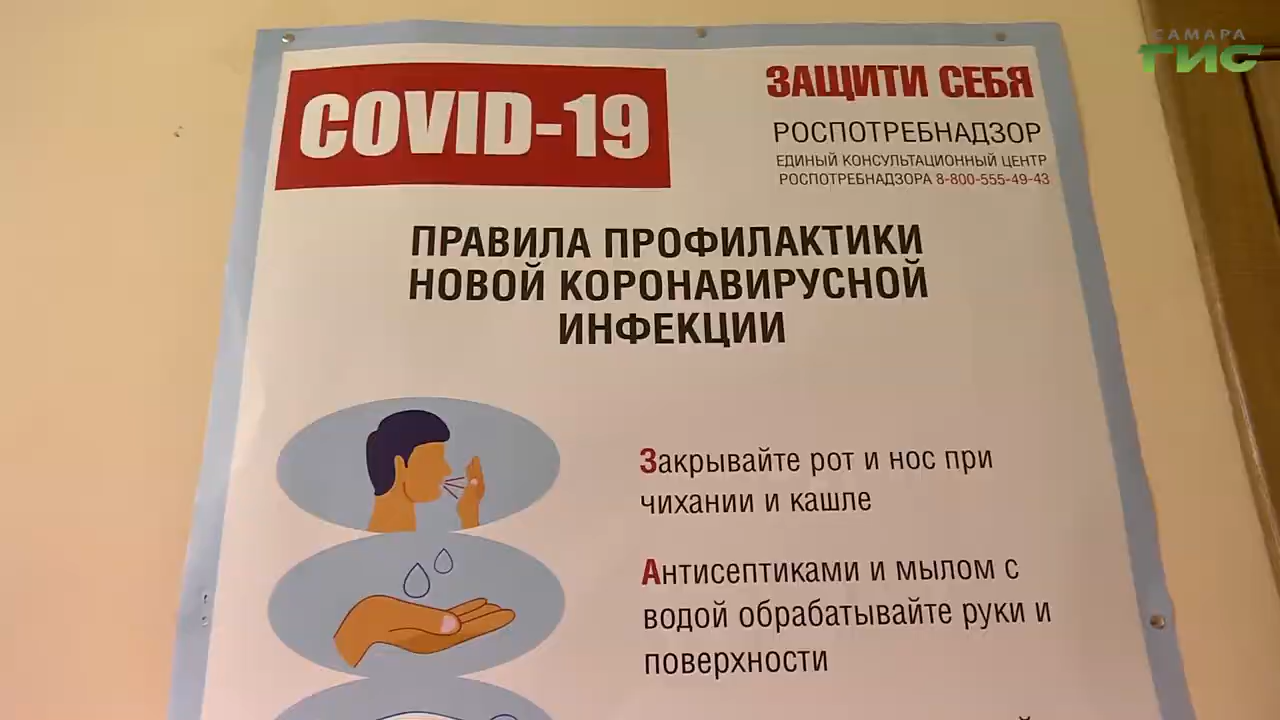 САМАРА
ГИС
COVID-19
ЗАЩИТИ СЕБЯ
РОСПОТРЕБНАДЗОР
ЕДИНЫЙ КОНСУЛЬТАЦИОННЫЙ ЦЕНТР
РОСПОТРЕБНАДЗОРА 8-800-555-49-43
ПРАВИЛА ПРОФИЛАКТИКИ
НОВОЙ КОРОНАВИРУСНОЙ
ИНФЕКЦИИ
Закрывайте рот и нос при
чихании и кашле
Антисептиками и мылом с
водой обрабатывайте руки и
поверхности